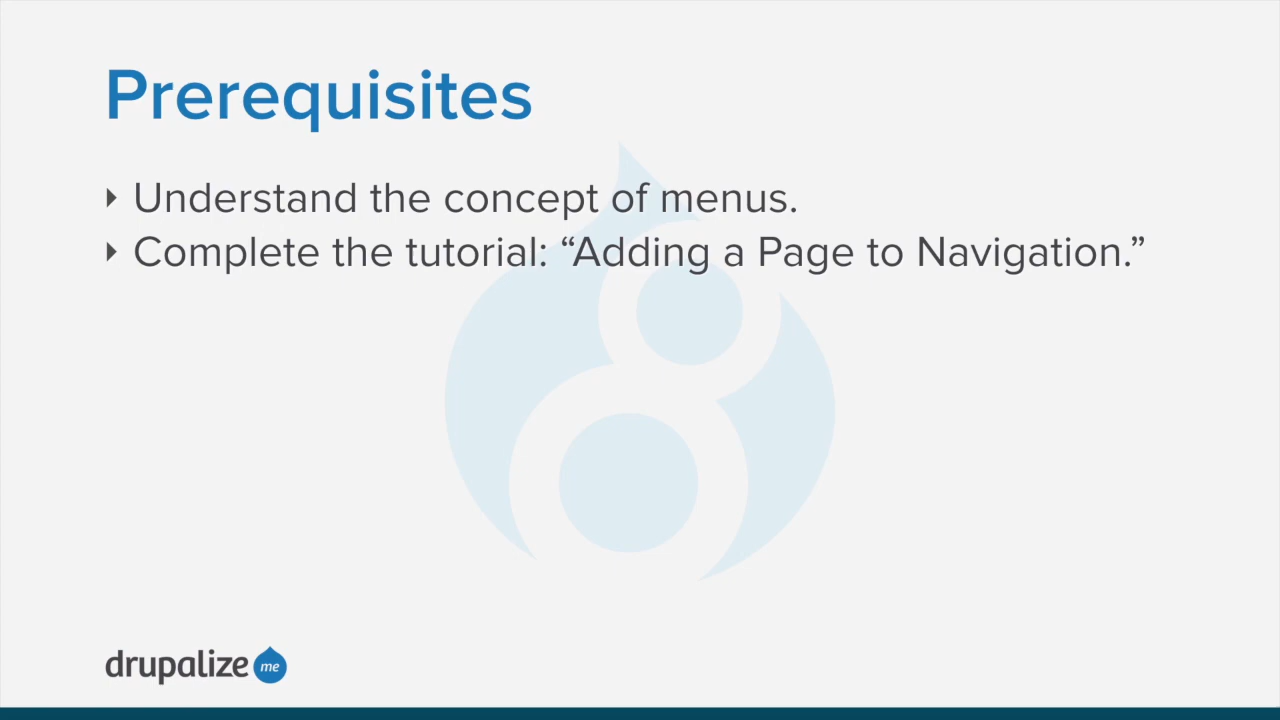 Prerequisites
Understand the concept of menus.
Complete the tutorial: “Adding a Page to Navigation.”
drupalize me